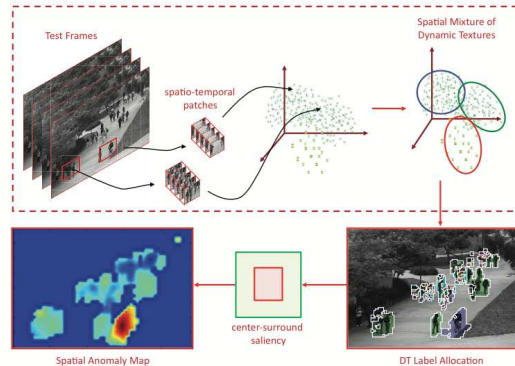 Test Frames
spatio-temporal
patches
Spatial Mixture of
Dynamic Textures
center-surround
saliency
Spatial Anomaly Map
DT Label Allocation